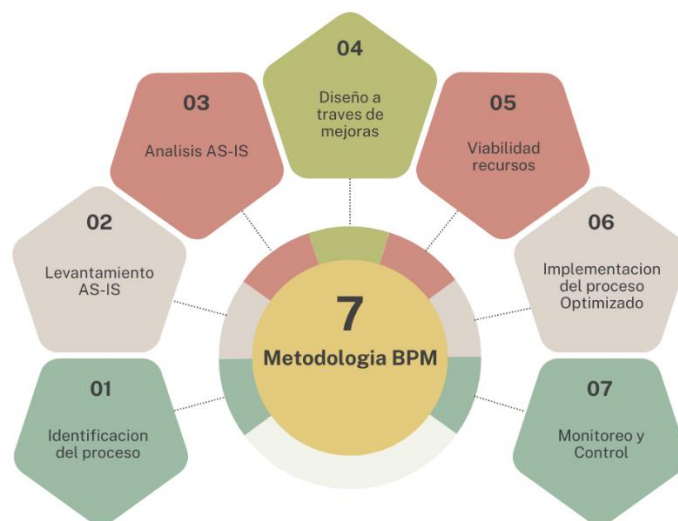 01
Identificacion
del proceso
02
Levantamiento
AS-IS
03
Analisis AS-IS
04
Diseño a
traves de
mejoras
05
Viabilidad
recursos
06
Implementacion
del proceso
Optimizado
07
Monitoreo y
Control
7
Metodologia BPM